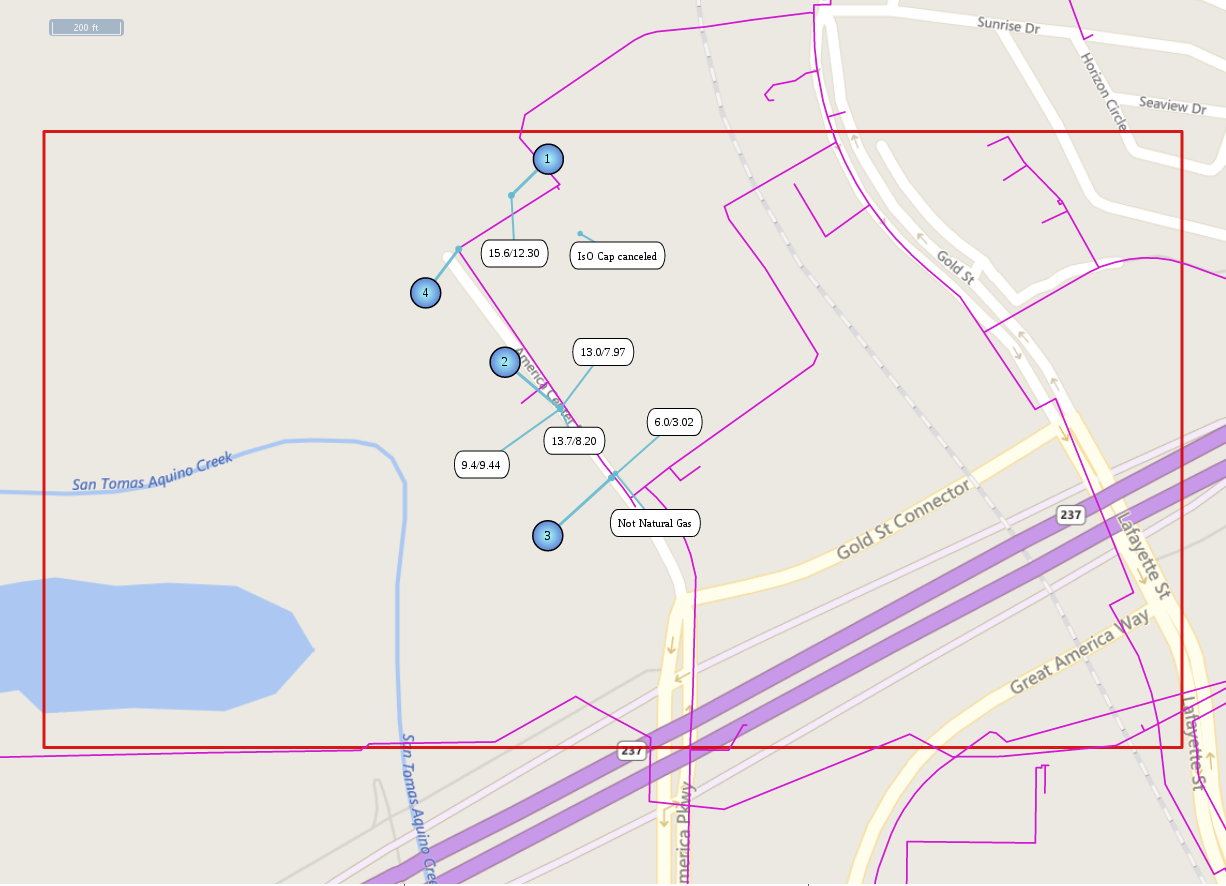 200 ft
Sunrise Dr
Horizon Circle
Seaview Dr
1
15.6/12.30
IsO Cap canceled
4
Gold St
2
America Center
13.0/7.97
6.0/3.02
13.7/8.20
9.4/9.44
San Tomas Aquino Creek
Not Natural Gas
3
Gold St Connector
237
Lafayette St
Great America Way
237
Lafayette St
San Tomas Aquino Cree
merica Pkwy